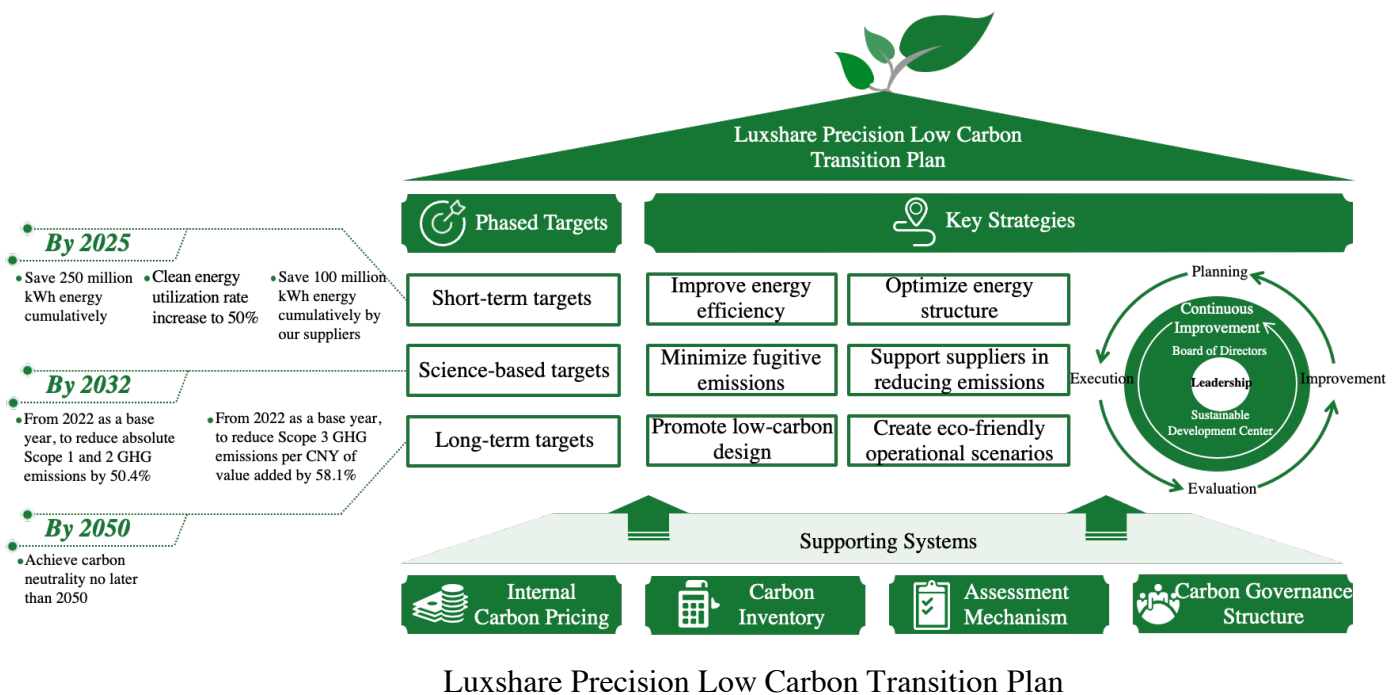 Luxshare Precision Low Carbon
Transition Plan
Phased Targets
Key Strategies
By 2025
Save 250 million
kWh energy
cumulatively
Clean energy
utilization rate
increase to 50%
Save 100 million
kWh energy
cumulatively by
our suppliers
By 2032
From 2022 as a base
year, to reduce absolute
Scope 1 and 2 GHG
emissions by 50.4%
From 2022 as a base year,
to reduce Scope 3 GHG
emissions per CNY of
value added by 58.1%
By 2050
Achieve carbon
neutrality no later
than 2050
Short-term targets
Science-based targets
Long-term targets
Improve energy
efficiency
Optimize energy
structure
Minimize fugitive
emissions
Support suppliers in
reducing emissions
Promote low-carbon
design
Create eco-friendly
operational scenarios
Planning
Continuous
Improvement
Board of Directors
Execution
Leadership
Improvement
Sustainable
Development Center
Evaluation
Supporting Systems
Internal
Carbon Pricing
Carbon
Inventory
Assessment
Mechanism
Carbon Governance
Structure
Luxshare Precision Low Carbon Transition Plan